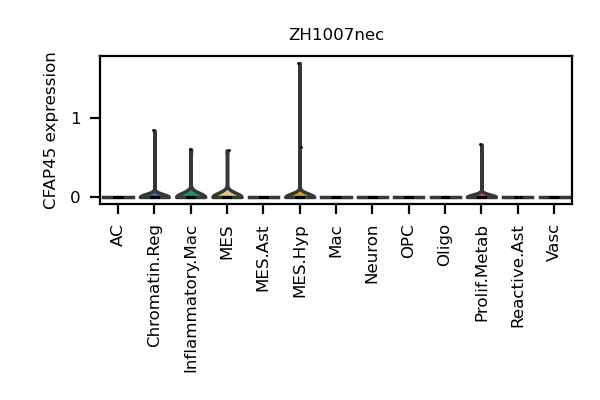 ZH1007nec
CFAP45 expression
1
0
AC
Chromatin.Reg
Inflammatory.Mac
MES
MES.Ast
MES.Hyp
Mac
Neuron
OPC
Oligo
Prolif.Metab
Reactive.Ast
Vasc